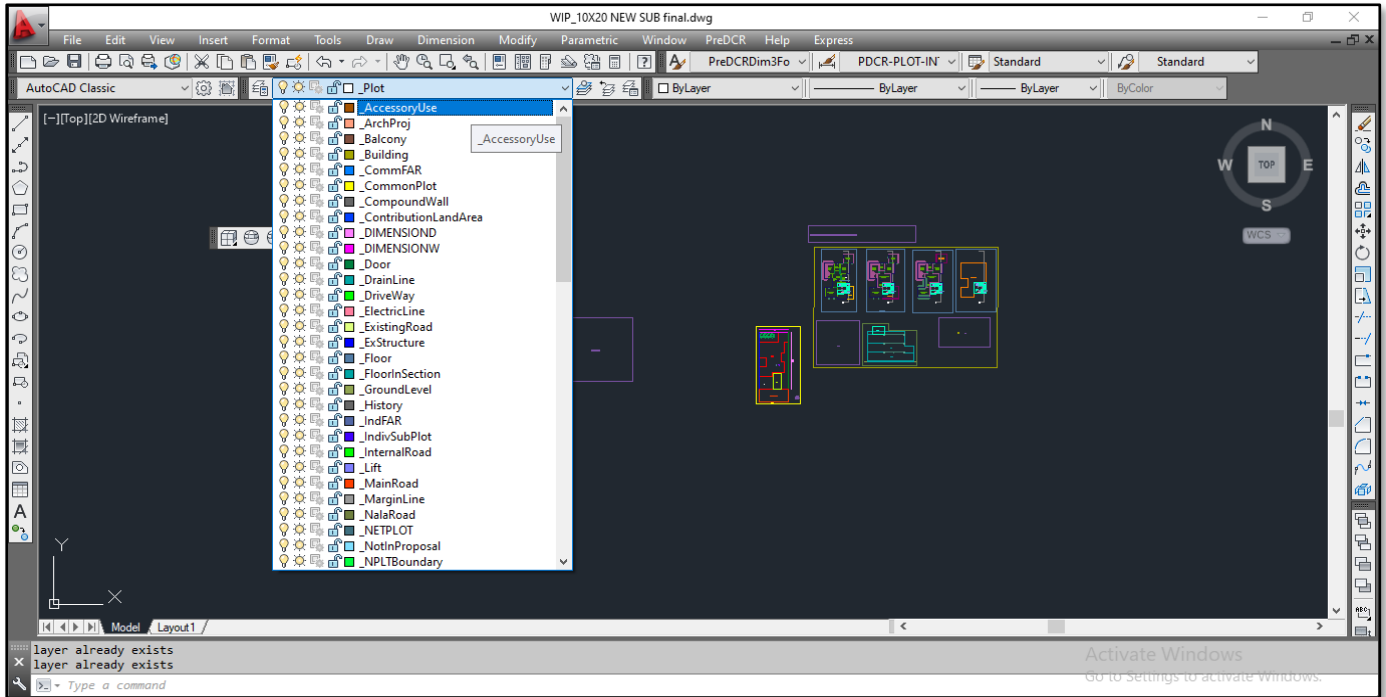 WIP_10X20 NEW SUB final.dwg
File Edit View Insert Format Tools Draw Dimension Modify Parametric Window PreDCR Help Express
PreDCRDim3Fo PDCR-PLOT-IN Standard Standard
AutoCAD Classic _Plot ByLayer ByLayer ByLayer ByColor
[−][Top][2D Wireframe]
_AccessoryUse
_ArchProj
_Balcony
_AccessoryUse
_Building
_CommFAR
_CommonPlot
_CompoundWall
_ContributionLandArea
_DIMENSIOND
_DIMENSIONW
_Door
_DrainLine
_DriveWay
_ElectricLine
_ExistingRoad
_ExStructure
_Floor
_FloorInSection
_GroundLevel
_History
_IndFAR
_IndivSubPlot
_InternalRoad
_Lift
_MainRoad
_MarginLine
_NalaRoad
_NETPLOT
_NotInProposal
_NPLTBoundary
N
W TOP E
S
WCS
Y
X
Model Layout1
layer already exists
layer already exists
Type a command
Activate Windows
Go to Settings to activate Windows.